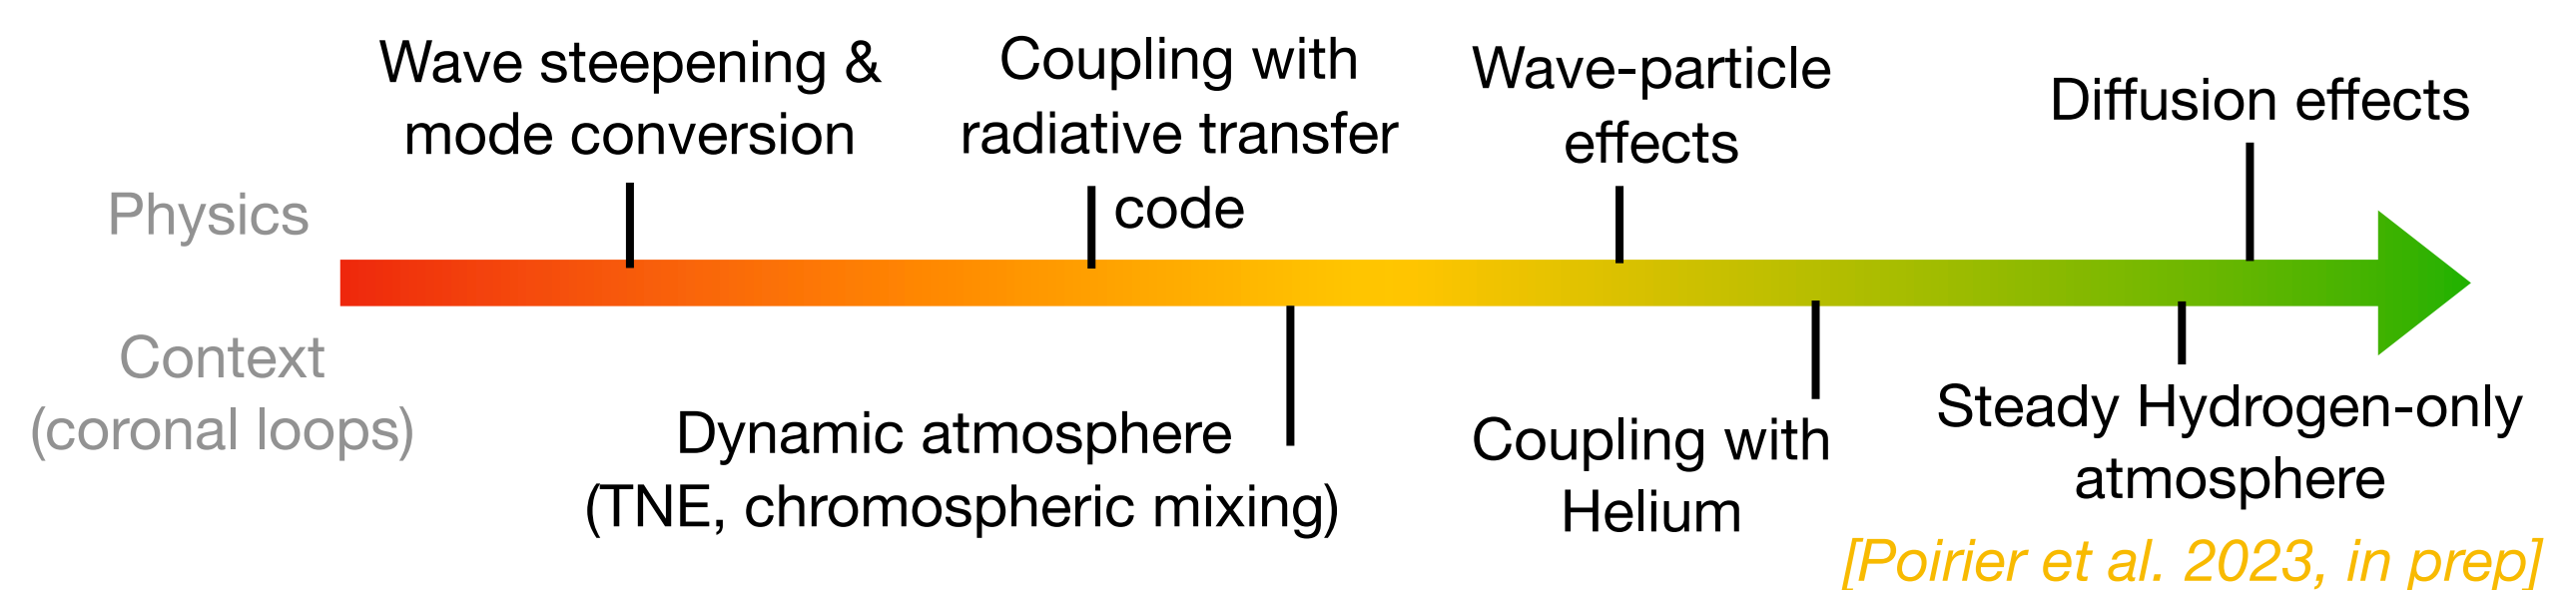 Wave steepening &
mode conversion
Coupling with
radiative transfer
code
Wave-particle
effects
Diffusion effects
Physics
Context
(coronal loops)
Dynamic atmosphere
(TNE, chromospheric mixing)
Coupling with
Helium
Steady Hydrogen-only
atmosphere
[Poirier et al. 2023, in prep]